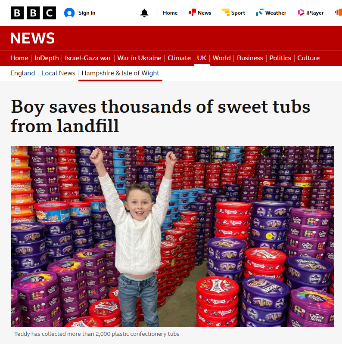 BBC
Sign in
Home
News
Sport
Weather
iPlayer
NEWS
Home | InDepth | Israel-Gaza war | War in Ukraine | Climate | UK | World | Business | Politics | Culture
England | Local News | Hampshire & Isle of Wight
Boy saves thousands of sweet tubs
from landfill
Teddy has collected more than 2,000 plastic confectionery tubs